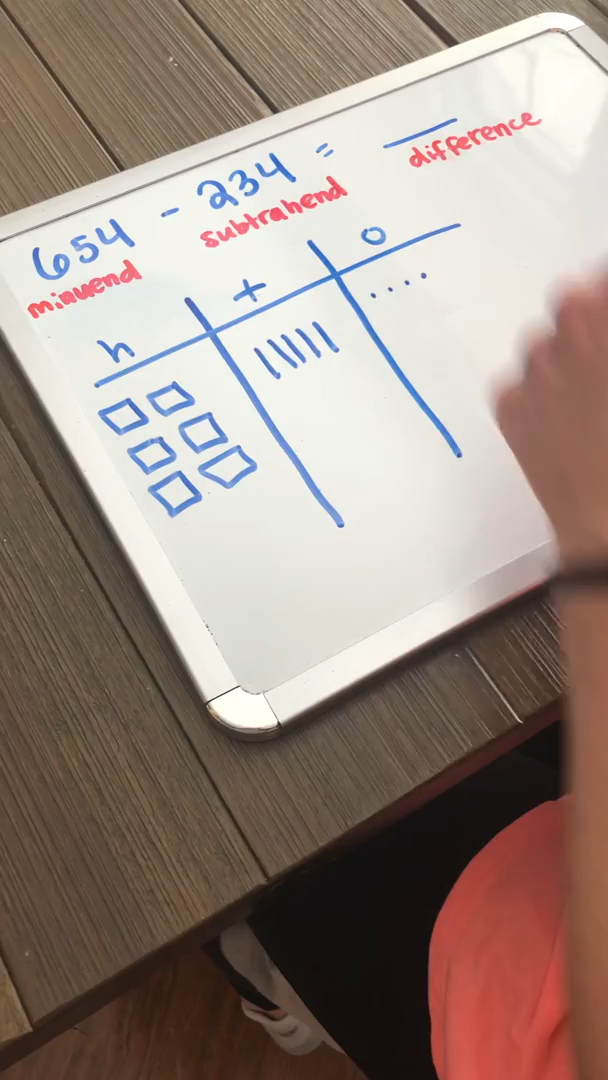 654 - 234 = ___
minuend subtrahend difference
h t o